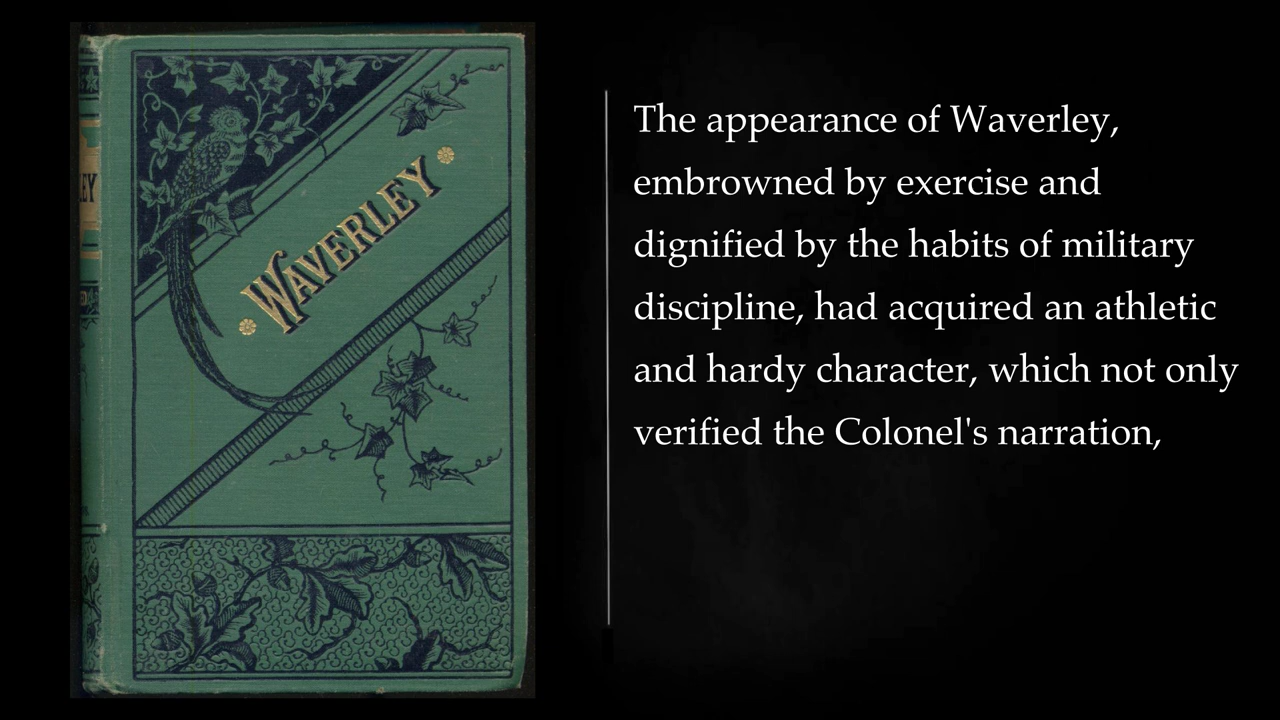 WAVERLEY
EY
The appearance of Waverley,
embrowned by exercise and
dignified by the habits of military
discipline, had acquired an athletic
and hardy character, which not only
verified the Colonel's narration,